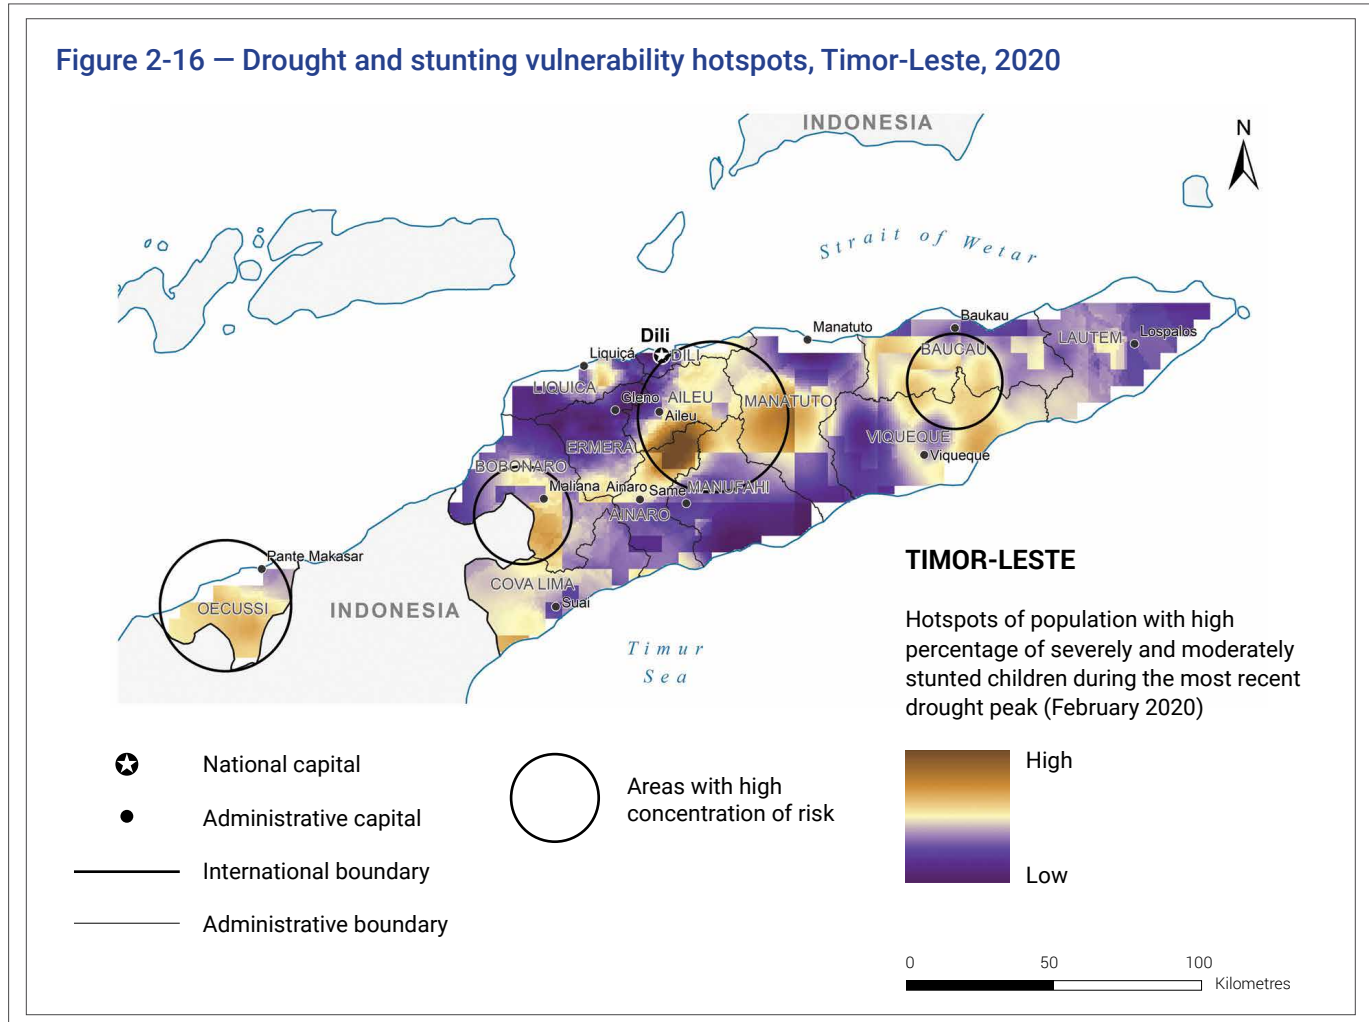 Figure 2-16 — Drought and stunting vulnerability hotspots, Timor-Leste, 2020
INDONESIA
N
Strait of Wetar
Baukau
Manatuto
Dili
DILI
BAUCAU
LAUTEM
Lospalos
Liquiçá
LIQUICA
Gleno
AILEU
Aileu
MANATUTO
ERMERA
VIQUEQUE
Viqueque
BOBONARO
Maliana
Ainaro
Same
MANUFAHI
AINARO
Pante Makasar
COVA LIMA
Suai
OECUSSI
INDONESIA
Timur
Sea
TIMOR-LESTE
Hotspots of population with high
percentage of severely and moderately
stunted children during the most recent
drought peak (February 2020)
High
Low
National capital
Administrative capital
International boundary
Administrative boundary
Areas with high
concentration of risk
0 50 100
Kilometres